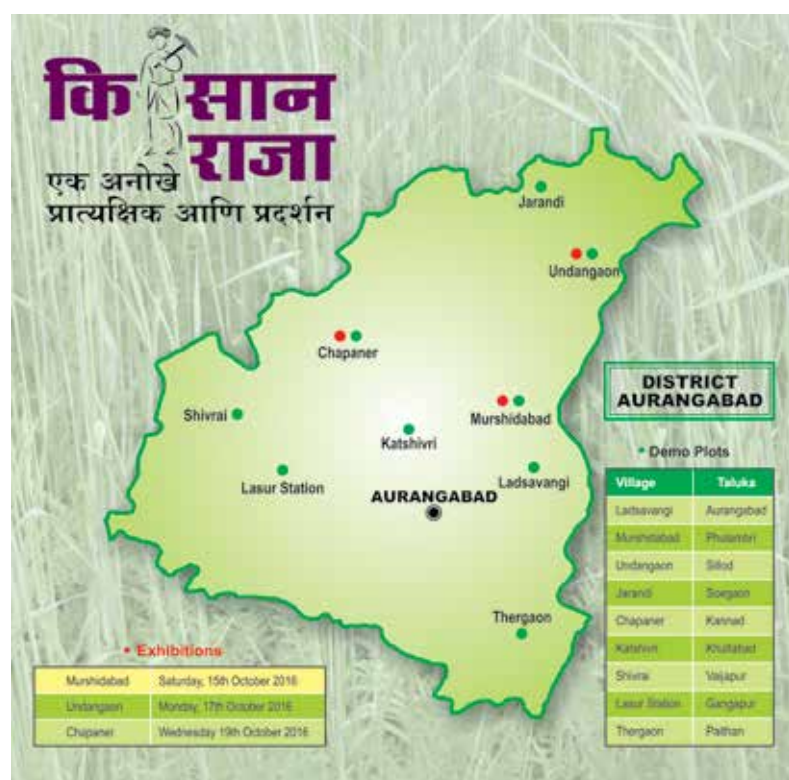 किसान
राजा
एक अनोखे
प्रात्यक्षिक आणि प्रदर्शन
Jarandi
Undangaon
Chapaner
Shivrai
Murshidabad
Katshivri
Lasur Station
Ladsavangi
AURANGABAD
Thergaon
DISTRICT
AURANGABAD
• Demo Plots
Village Taluka
Ladsavangi Aurangabad
Murshidabad Phulambri
Undangaon Sillod
Jarandi Soegaon
Chapaner Kannad
Katshivri Khultabad
Shivrai Vaijapur
Lasur Station Gangapur
Thergaon Paithan
• Exhibitions
Murshidabad Saturday, 15th October 2016
Undangaon Monday, 17th October 2016
Chapaner Wednesday 19th October 2016